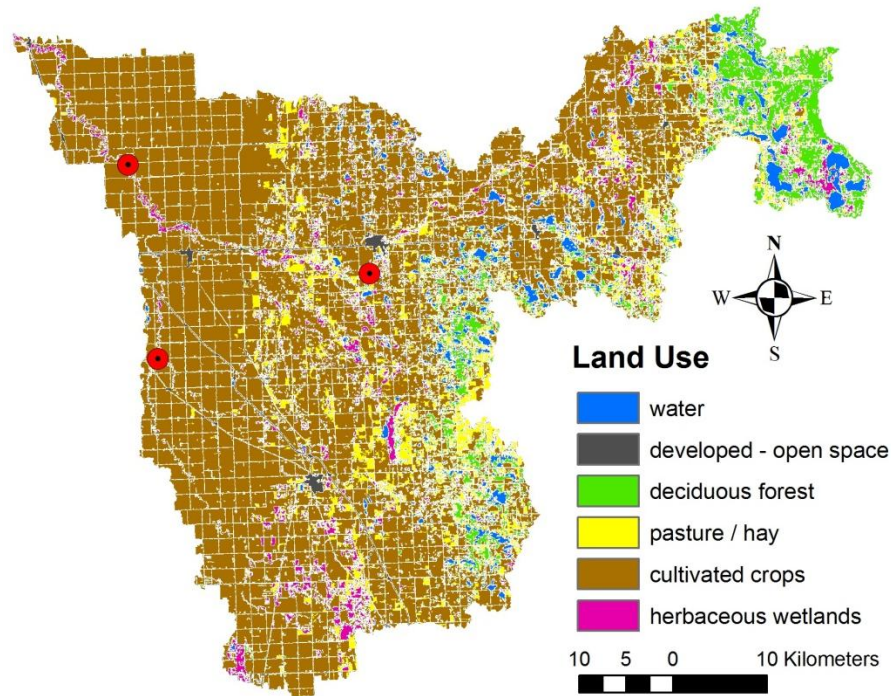 N
W E
S
Land Use
water
developed - open space
deciduous forest
pasture / hay
cultivated crops
herbaceous wetlands
10 5 0 10 Kilometers